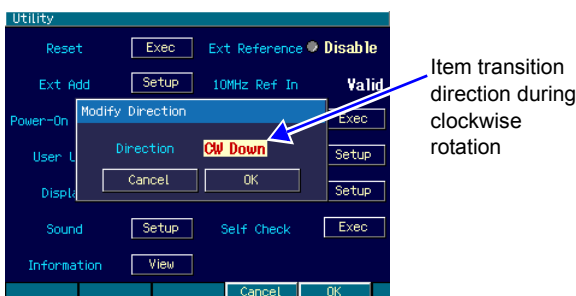 Utility
Reset Exec Ext Reference Disable
Ext Add Setup 10MHz Ref In Valid
Power-On Exec
Modify Direction
User Setup
Direction CW Down
Cancel OK
Displa Setup
Sound Setup Self Check Exec
Information View
Cancel OK
Item transition
direction during
clockwise
rotation